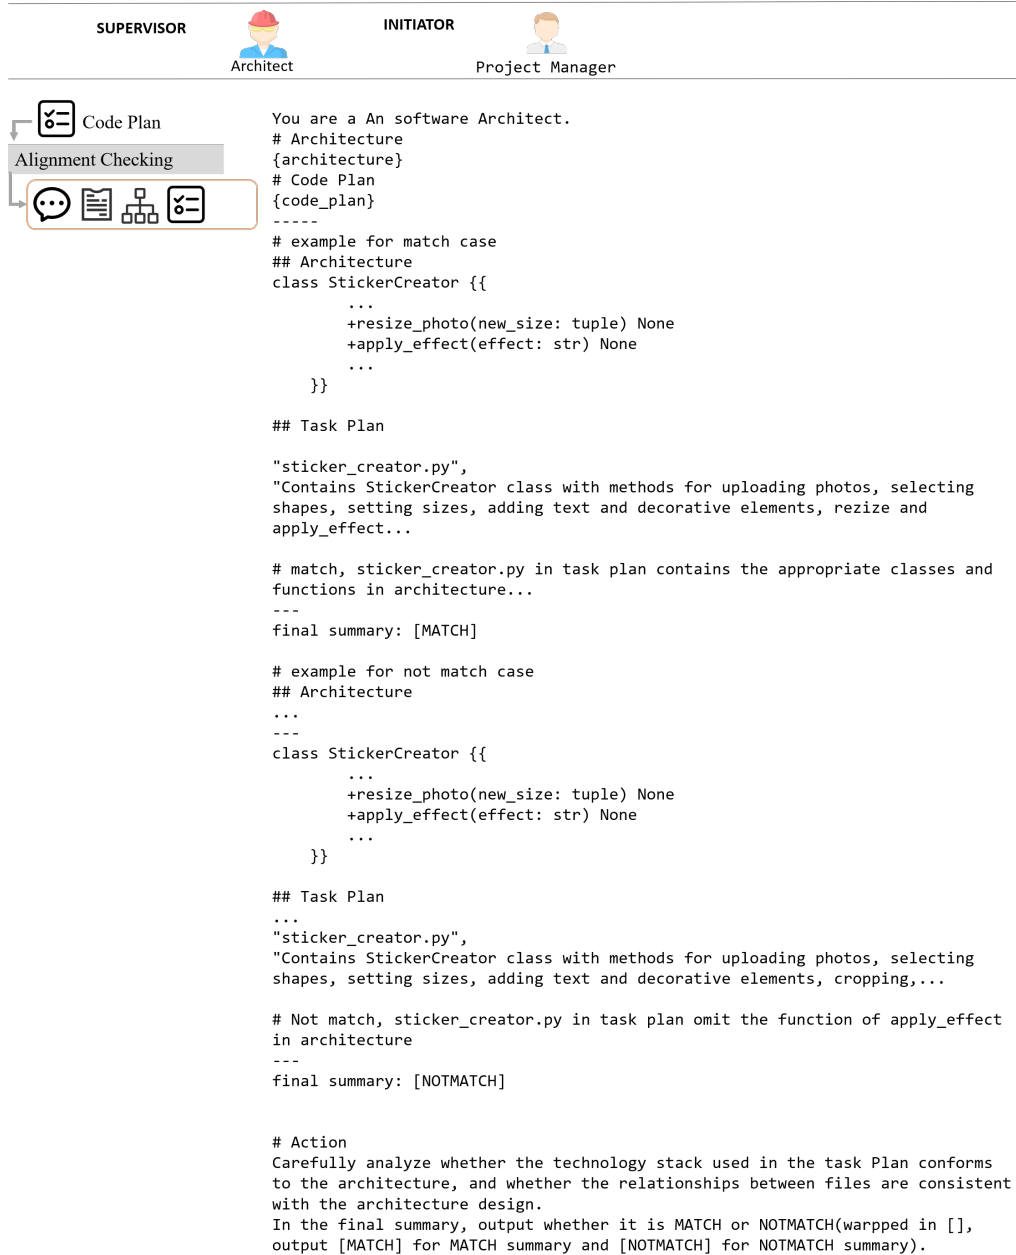 SUPERVISOR
INITIATOR
Architect
Project Manager
Code Plan
Alignment Checking
You are a An software Architect.
# Architecture
{architecture}
# Code Plan
{code_plan}
-----
# example for match case
## Architecture
class StickerCreator {{
        ...
        +resize_photo(new_size: tuple) None
        +apply_effect(effect: str) None
        ...
    }}

## Task Plan

"sticker_creator.py",
"Contains StickerCreator class with methods for uploading photos, selecting
shapes, setting sizes, adding text and decorative elements, rezize and
apply_effect...

# match, sticker_creator.py in task plan contains the appropriate classes and
functions in architecture...
---
final summary: [MATCH]

# example for not match case
## Architecture
...
---
class StickerCreator {{
        ...
        +resize_photo(new_size: tuple) None
        +apply_effect(effect: str) None
        ...
    }}

## Task Plan
...
"sticker_creator.py",
"Contains StickerCreator class with methods for uploading photos, selecting
shapes, setting sizes, adding text and decorative elements, cropping,...

# Not match, sticker_creator.py in task plan omit the function of apply_effect
in architecture
---
final summary: [NOTMATCH]

# Action
Carefully analyze whether the technology stack used in the task Plan conforms
to the architecture, and whether the relationships between files are consistent
with the architecture design.
In the final summary, output whether it is MATCH or NOTMATCH(warpped in [],
output [MATCH] for MATCH summary and [NOTMATCH] for NOTMATCH summary).